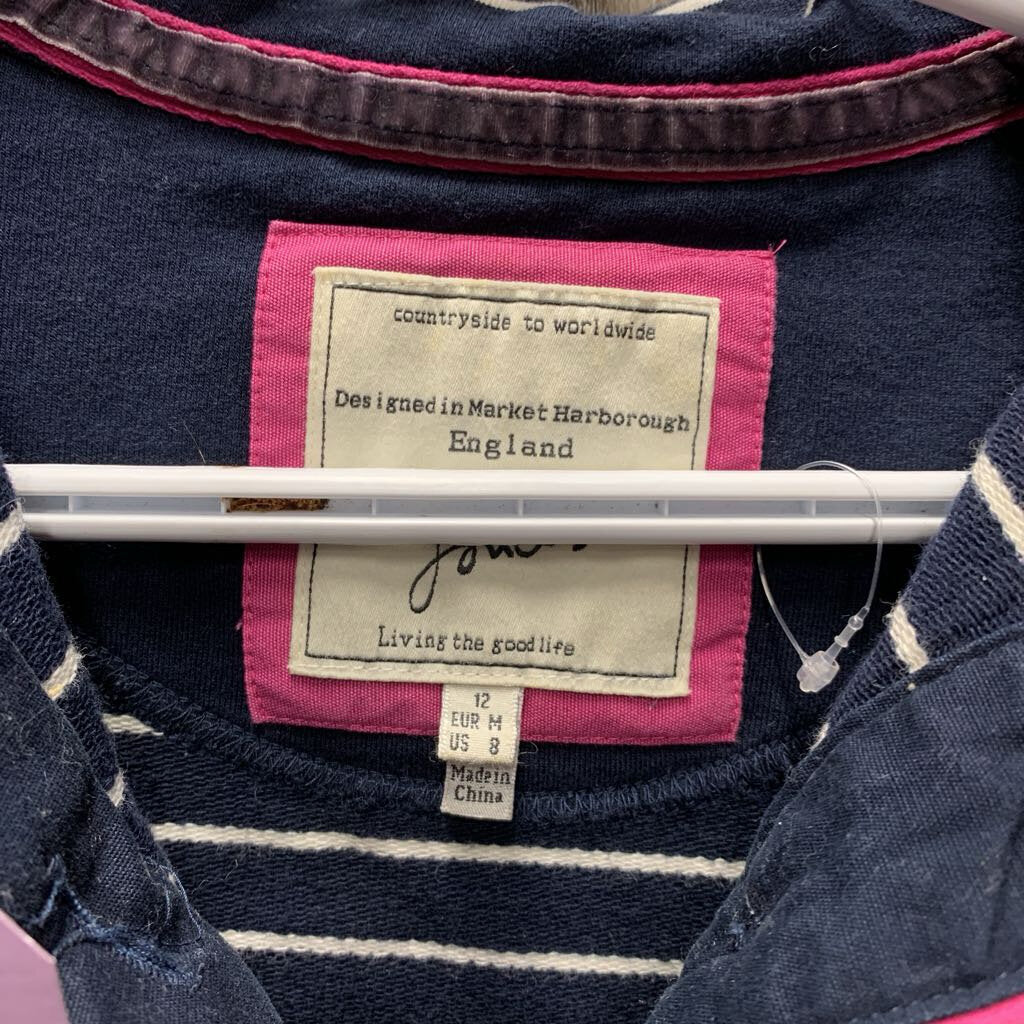 countryside to worldwide
Designed in Market Harborough
England
Living the good life
12
EUR M
US 8
Made in
China